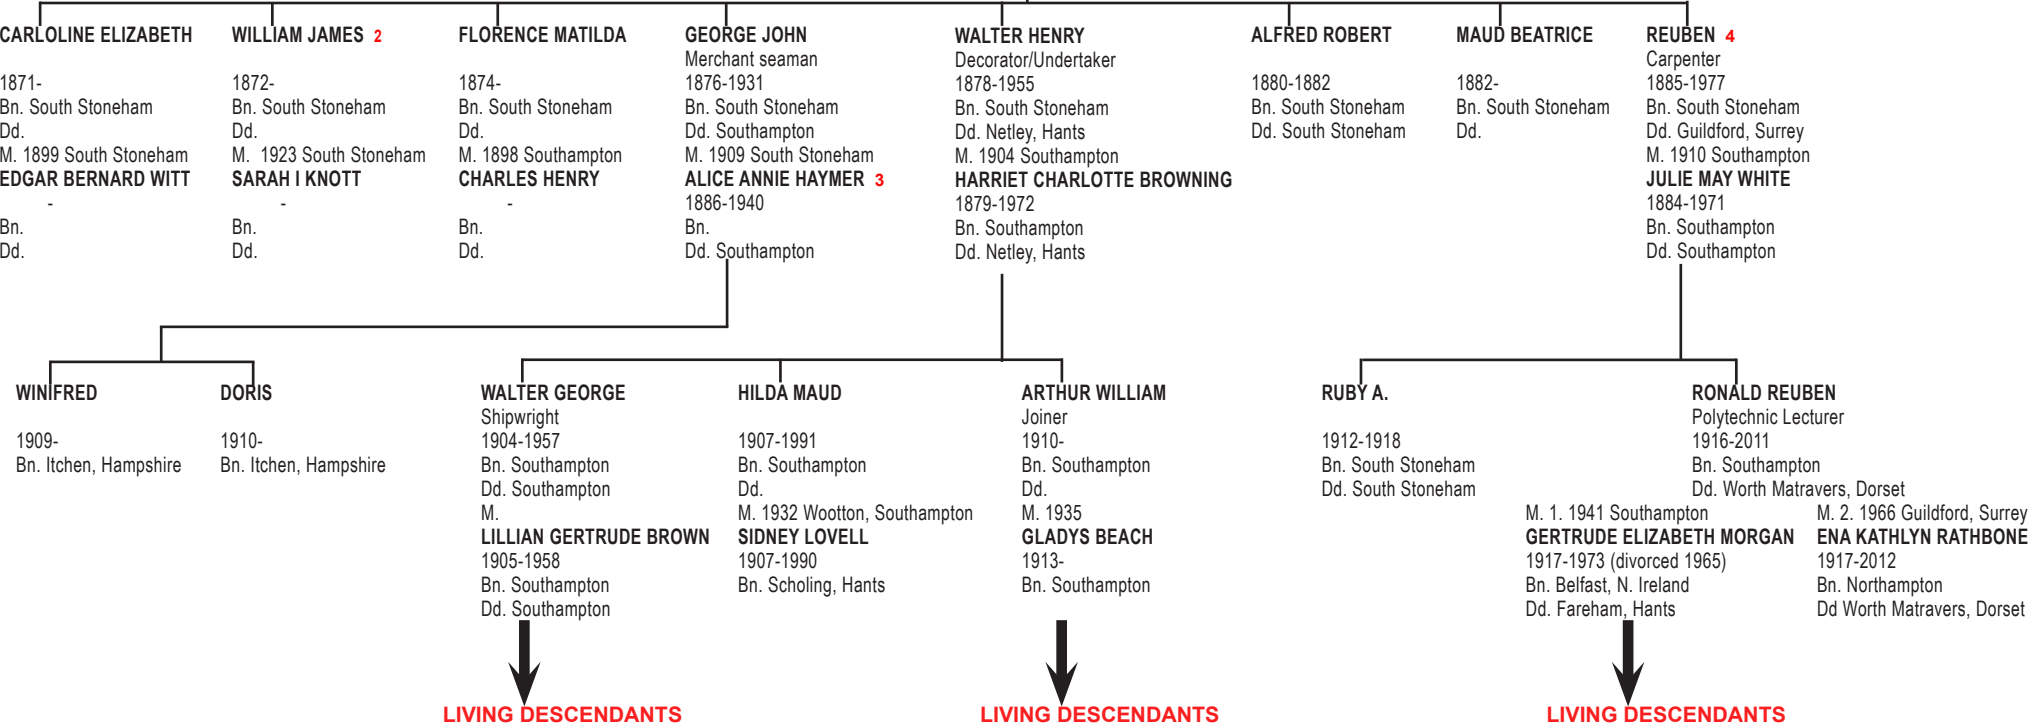 CARLOLINE ELIZABETH
1871-
Bn. South Stoneham
Dd.
M. 1899 South Stoneham
EDGAR BERNARD WITT
-
Bn.
Dd.
WILLIAM JAMES 2
1872-
Bn. South Stoneham
Dd.
M. 1923 South Stoneham
SARAH I KNOTT
-
Bn.
Dd.
FLORENCE MATILDA
1874-
Bn. South Stoneham
Dd.
M. 1898 Southampton
CHARLES HENRY
-
Bn.
Dd.
GEORGE JOHN
Merchant seaman
1876-1931
Bn. South Stoneham
Dd. Southampton
M. 1909 South Stoneham
ALICE ANNIE HAYMER 3
1886-1940
Bn.
Dd. Southampton
WALTER HENRY
Decorator/Undertaker
1878-1955
Bn. South Stoneham
Dd. Netley, Hants
M. 1904 Southampton
HARRIET CHARLOTTE BROWNING
1879-1972
Bn. Southampton
Dd. Netley, Hants
ALFRED ROBERT
1880-1882
Bn. South Stoneham
Dd. South Stoneham
MAUD BEATRICE
1882-
Bn. South Stoneham
Dd.
REUBEN 4
Carpenter
1885-1977
Bn. South Stoneham
Dd. Guildford, Surrey
M. 1910 Southampton
JULIE MAY WHITE
1884-1971
Bn. Southampton
Dd. Southampton
WINIFRED
1909-
Bn. Itchen, Hampshire
DORIS
1910-
Bn. Itchen, Hampshire
WALTER GEORGE
Shipwright
1904-1957
Bn. Southampton
Dd. Southampton
M.
LILLIAN GERTRUDE BROWN
1905-1958
Bn. Southampton
Dd. Southampton
LIVING DESCENDANTS
HILDA MAUD
1907-1991
Bn. Southampton
Dd.
M. 1932 Wootton, Southampton
SIDNEY LOVELL
1907-1990
Bn. Scholing, Hants
ARTHUR WILLIAM
Joiner
1910-
Bn. Southampton
Dd.
M. 1935
GLADYS BEACH
1913-
Bn. Southampton
LIVING DESCENDANTS
RUBY A.
1912-1918
Bn. South Stoneham
Dd. South Stoneham
RONALD REUBEN
Polytechnic Lecturer
1916-2011
Bn. Southampton
Dd. Worth Matravers, Dorset
M. 1. 1941 Southampton
GERTRUDE ELIZABETH MORGAN
1917-1973 (divorced 1965)
Bn. Belfast, N. Ireland
Dd. Fareham, Hants
LIVING DESCENDANTS
M. 2. 1966 Guildford, Surrey
ENA KATHLYN RATHBONE
1917-2012
Bn. Northampton
Dd Worth Matravers, Dorset